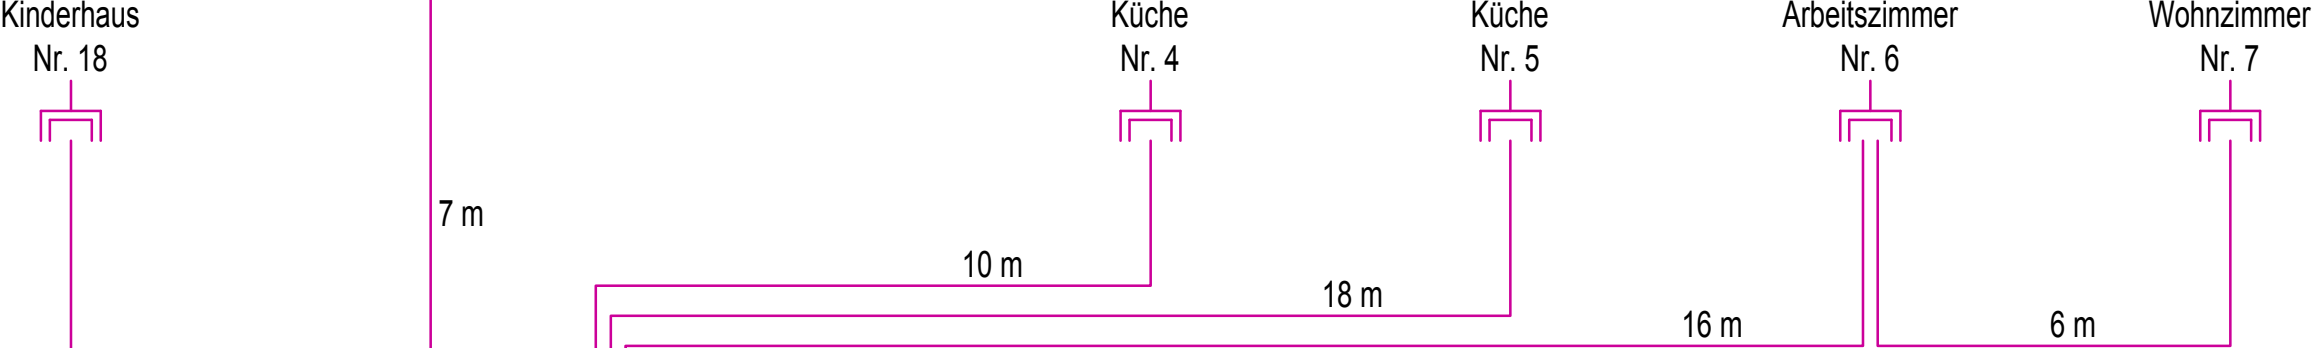 Kinderhaus
Nr. 18
Küche
Nr. 4
Küche
Nr. 5
Arbeitszimmer
Nr. 6
Wohnzimmer
Nr. 7
7 m
10 m
18 m
16 m
6 m